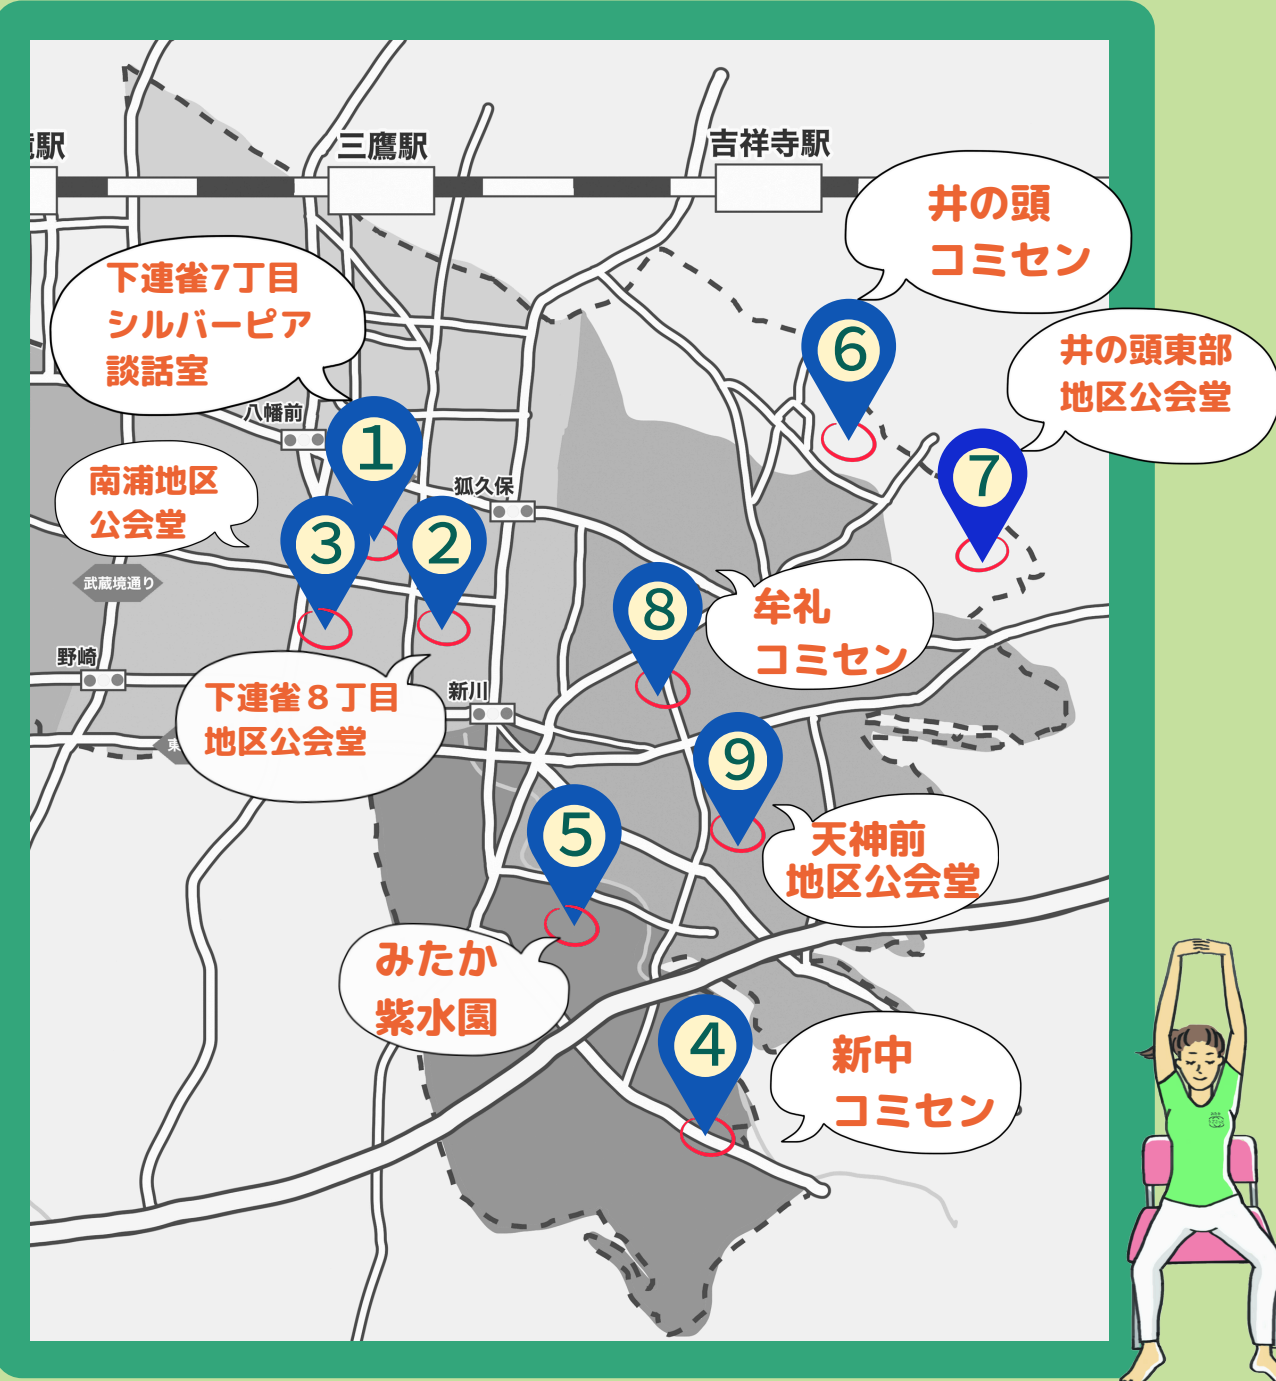 駅
三鷹駅
吉祥寺駅
井の頭
コミセン
下連雀7丁目
シルバーピア
談話室
6
井の頭東部
地区公会堂
八幡前
1
7
南浦地区
公会堂
狐久保
3
2
武蔵境通り
8
牟礼
コミセン
野崎
下連雀８丁目
地区公会堂
新川
東
9
5
天神前
地区公会堂
みたか
紫水園
4
新中
コミセン